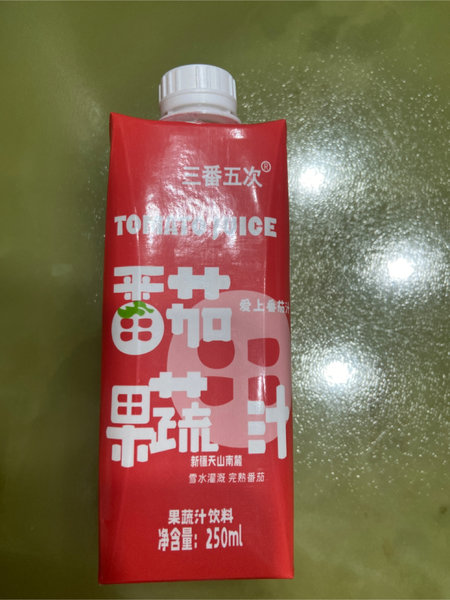 三番五次®
TOMATO JUICE
番茄
爱上番茄汁
果蔬汁
新疆天山南麓
雪水灌溉 完熟番茄
果蔬汁饮料
净含量：250ml